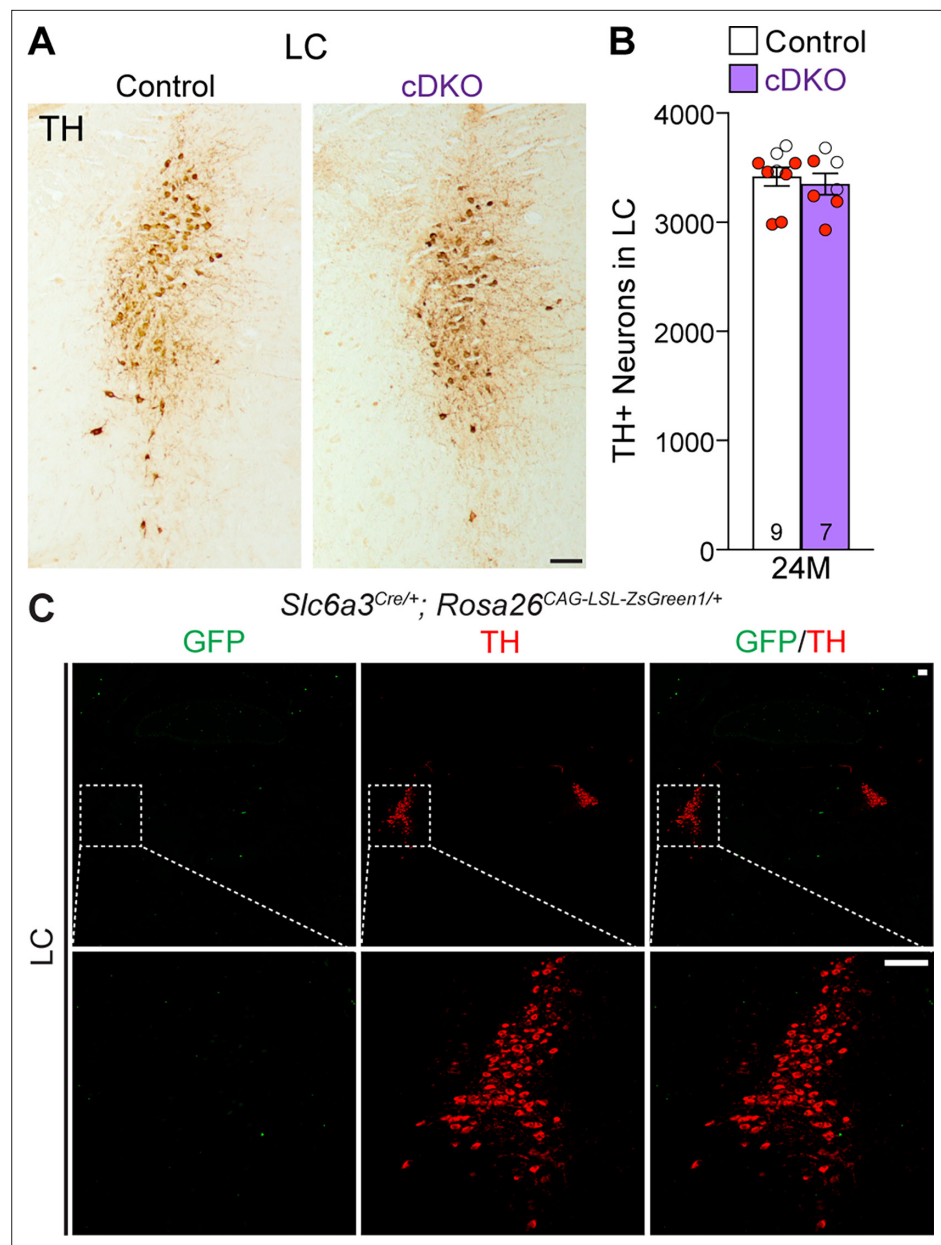 A
LC
Control
cDKO
TH
B
Control
cDKO
TH+ Neurons in LC
4000
3000
2000
1000
0
9
7
24M
C
Slc6a3Cre/+; Rosa26CAG-LSL-ZsGreen1/+
GFP
TH
GFP/TH
LC